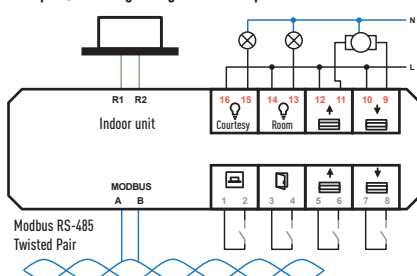 N
L
R1 R2
16 15 14 13 12 11 10 9
Indoor unit
Courtesy Room
MODBUS
A B
1 2 3 4 5 6 7 8
Modbus RS-485
Twisted Pair